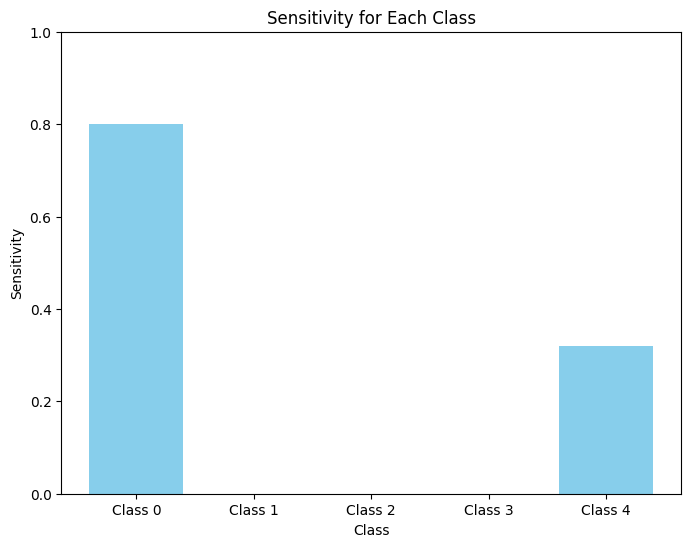 Sensitivity for Each Class
1.0
0.8
0.6
0.4
0.2
0.0
Sensitivity
Class 0
Class 1
Class 2
Class 3
Class 4
Class